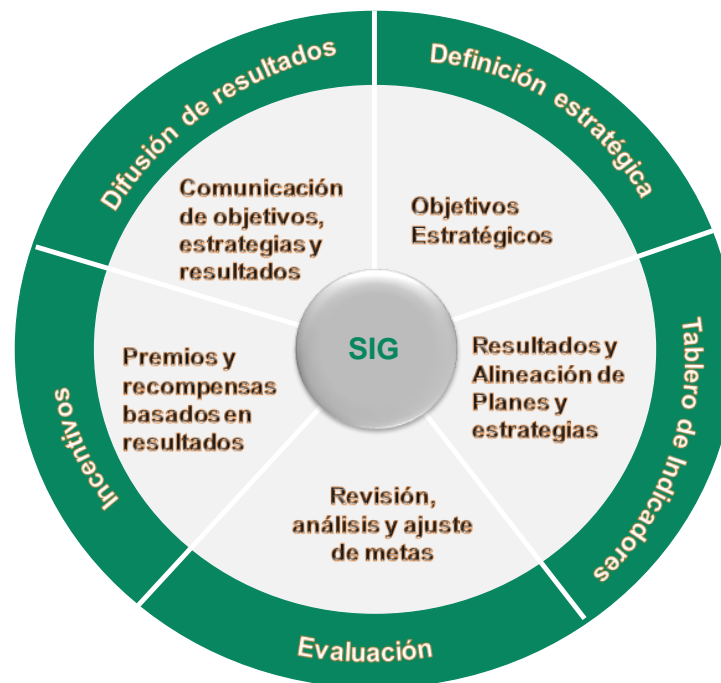 Definición estratégica
Objetivos
Estratégicos
Tablero de Indicadores
Resultados y
Alineación de
Planes y
estrategias
Evaluación
Revisión,
análisis y ajuste
de metas
Incentivos
Premios y
recompensas
basados en
resultados
Difusión de resultados
Comunicación
de objetivos,
estrategias y
resultados
SIG